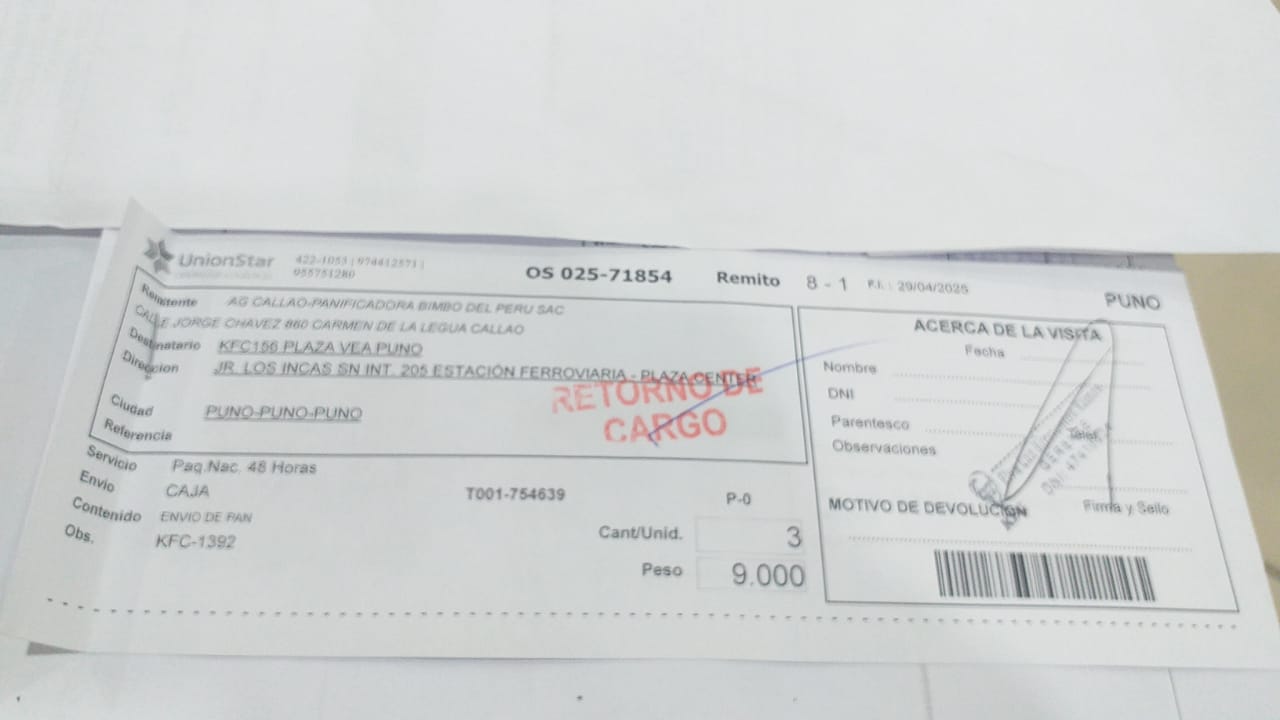 UnionStar
422-1053 | 974412571 |
955751280
OS 025-71854
Remito 8 - 1
F.I. : 29/04/2025
PUNO
Remitente AG CALLAO-PANIFICADORA BIMBO DEL PERU SAC
CALLE JORGE CHAVEZ 860 CARMEN DE LA LEGUA CALLAO
Destinatario KFC156 PLAZA VEA PUNO
Dirección JR. LOS INCAS SN INT. 205 ESTACIÓN FERROVIARIA - PLAZA CENTER
Ciudad PUNO-PUNO-PUNO
Referencia
RETORNO DE
CARGO
Servicio Paq.Nac. 48 Horas
Envio CAJA
T001-754639
P-0
Contenido ENVIO DE PAN
Obs. KFC-1392
Cant/Unid. 3
Peso 9.000
ACERCA DE LA VISITA
Fecha
Nombre
DNI
Parentesco
Observaciones
MOTIVO DE DEVOLUCIÓN
Firma y Sello